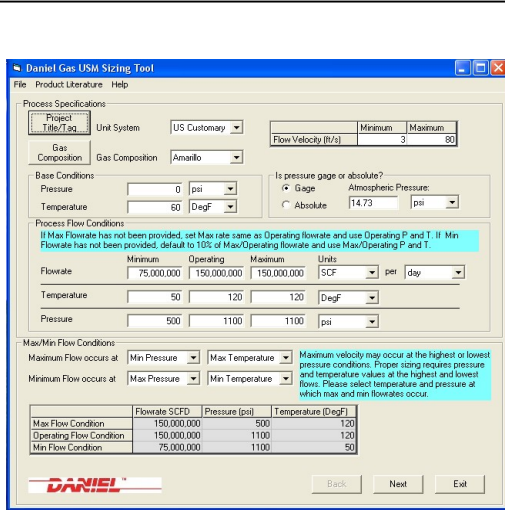 Daniel Gas USM Sizing Tool
File Product Literature Help
Process Specifications
Project Title/Tag
Unit System
US Customary
Minimum Maximum
Flow Velocity (ft/s) 3 80
Gas Composition
Gas Composition
Amarillo
Base Conditions
Pressure 0 psi
Temperature 60 DegF
Is pressure gage or absolute?
Gage Atmospheric Pressure:
Absolute 14.73 psi
Process Flow Conditions
If Max Flowrate has not been provided, set Max rate same as Operating flowrate and use Operating P and T. If Min
Flowrate has not been provided, default to 10% of Max/Operating flowrate and use Max/Operating P and T.
Minimum Operating Maximum Units
Flowrate 75,000,000 150,000,000 150,000,000 SCF per day
Temperature 50 120 120 DegF
Pressure 500 1100 1100 psi
Max/Min Flow Conditions
Maximum Flow occurs at Min Pressure Max Temperature
Minimum Flow occurs at Max Pressure Min Temperature
Maximum velocity may occur at the highest or lowest
pressure conditions. Proper sizing requires pressure
and temperature values at the highest and lowest
flows. Please select temperature and pressure at
which max and min flowrates occur.
Flowrate SCFD Pressure (psi) Temperature (DegF)
Max Flow Condition 150,000,000 500 120
Operating Flow Condition 150,000,000 1100 120
Min Flow Condition 75,000,000 1100 50
DANIEL
Back Next Exit